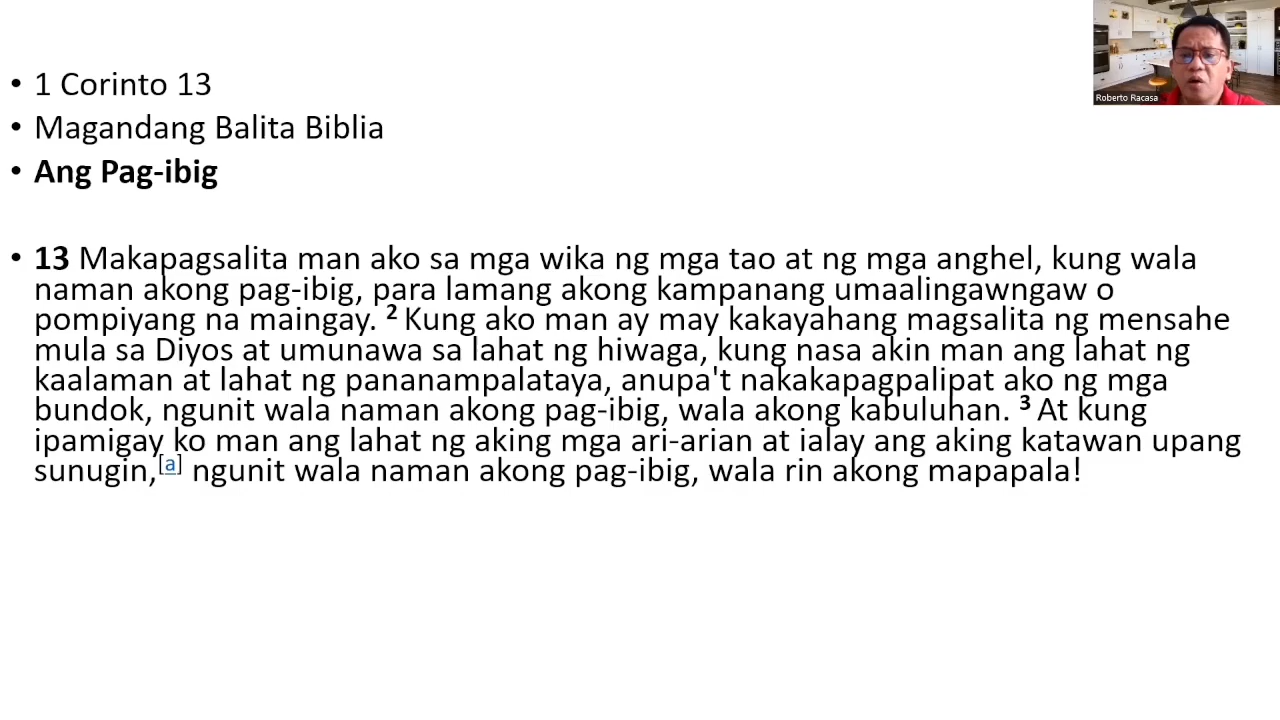 • 1 Corinto 13
• Magandang Balita Biblia
• Ang Pag-ibig
• 13 Makapagsalita man ako sa mga wika ng mga tao at ng mga anghel, kung wala
naman akong pag-ibig, para lamang akong kampanang umaalingawngaw o
pompiyang na maingay. 2 Kung ako man ay may kakayahang magsalita ng mensahe
mula sa Diyos at umunawa sa lahat ng hiwaga, kung nasa akin man ang lahat ng
kaalaman at lahat ng pananampalataya, anupa't nakakapagpalipat ako ng mga
bundok, ngunit wala naman akong pag-ibig, wala akong kabuluhan. 3 At kung
ipamigay ko man ang lahat ng aking mga ari-arian at ialay ang aking katawan upang
sunugin,[a] ngunit wala naman akong pag-ibig, wala rin akong mapapala!
Roberto Racasa